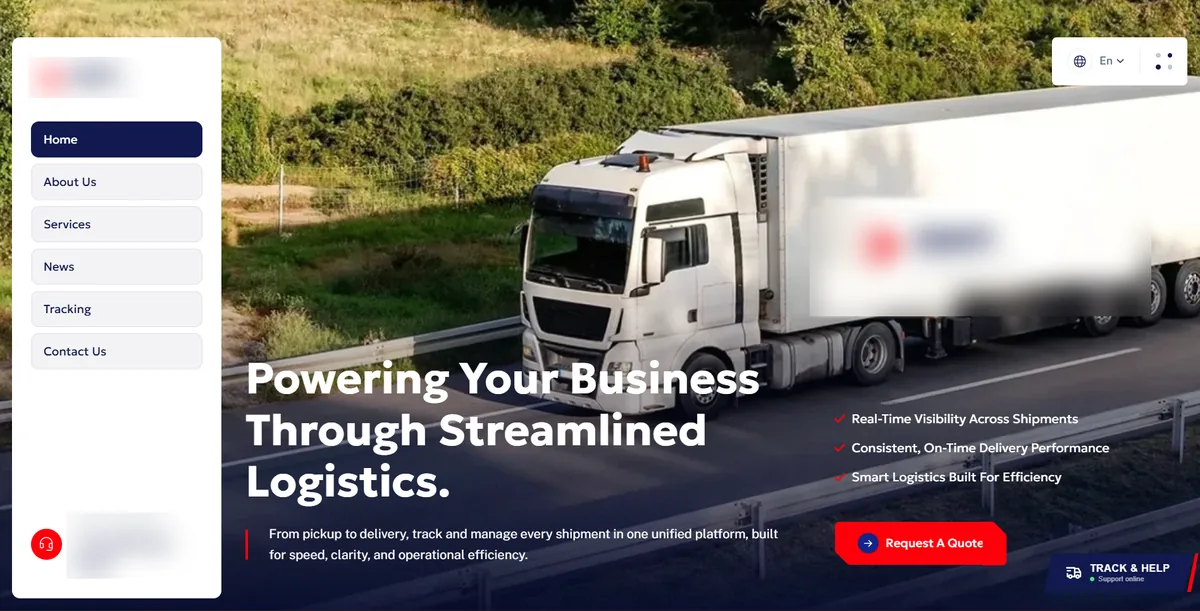 Home
About Us
Services
News
Tracking
Contact Us
En
Powering Your Business
Through Streamlined
Logistics.
From pickup to delivery, track and manage every shipment in one unified platform, built
for speed, clarity, and operational efficiency.
Real-Time Visibility Across Shipments
Consistent, On-Time Delivery Performance
Smart Logistics Built For Efficiency
Request A Quote
TRACK & HELP
Support online